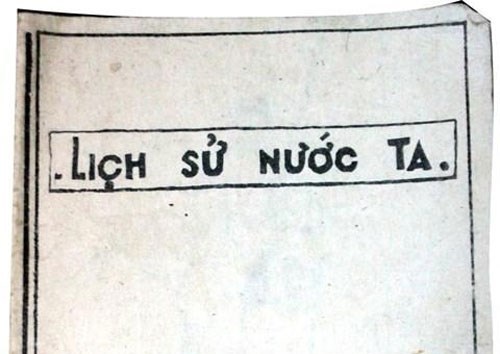 .LỊCH SỬ NƯỚC TA.